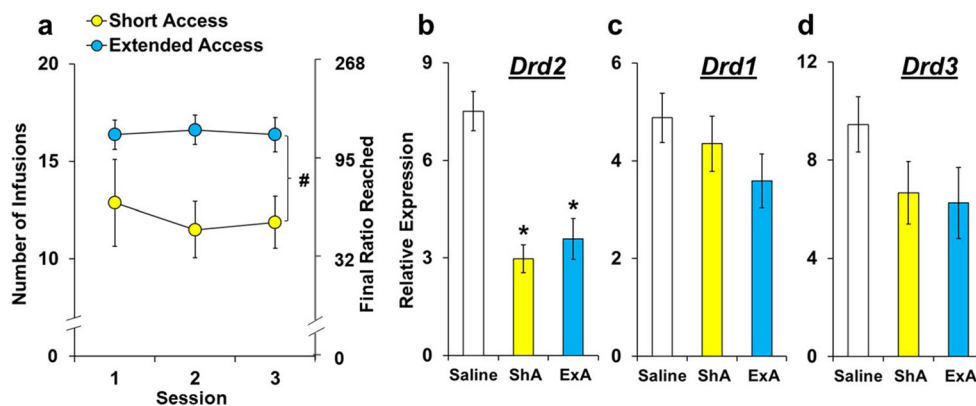 a
Short Access
Extended Access
Number of Infusions
20
15
10
0
268
95
32
0
Final Ratio Reached
#
1 2 3
Session
b
Drd2
Relative Expression
9
6
3
0
*
*
Saline ShA ExA
c
Drd1
6
4
2
0
Saline ShA ExA
d
Drd3
12
8
4
0
Saline ShA ExA